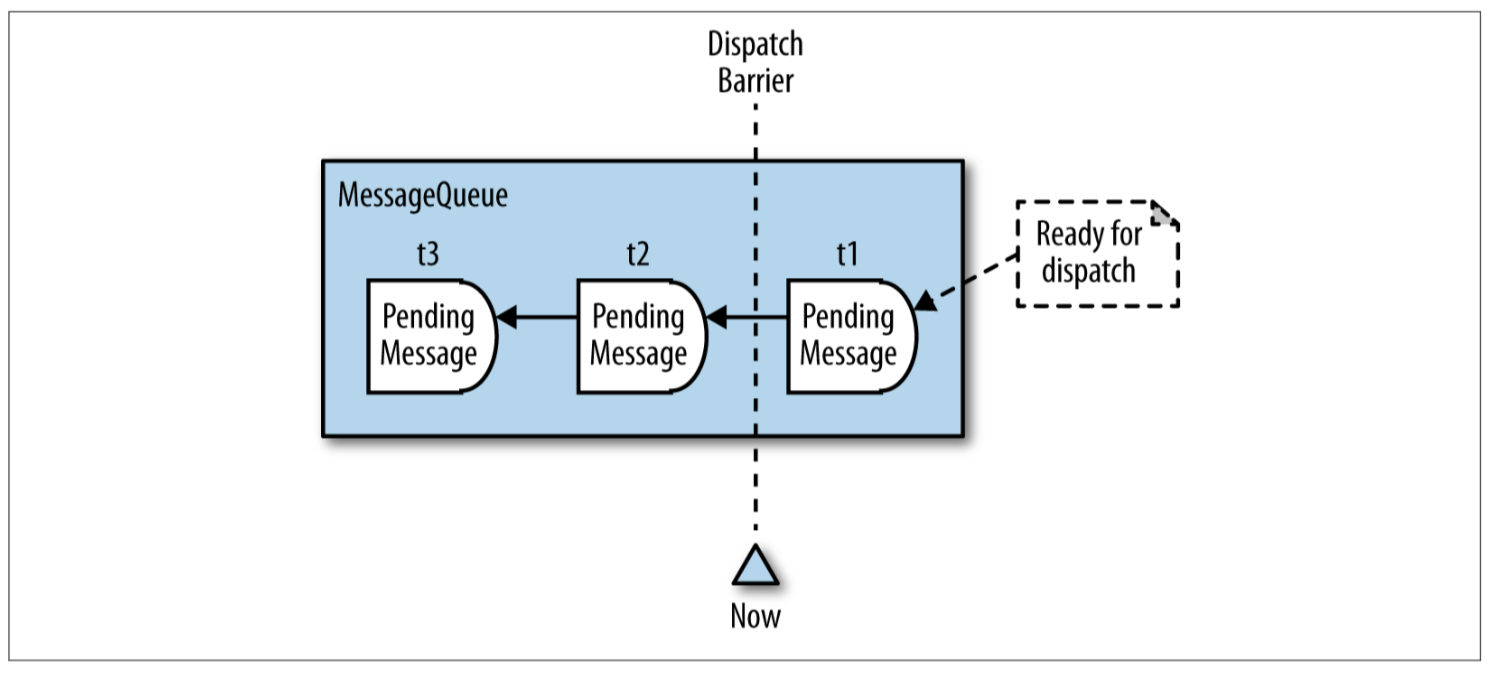 Dispatch
Barrier
MessageQueue
t3
t2
t1
Pending
Message
Pending
Message
Pending
Message
Ready for
dispatch
Now